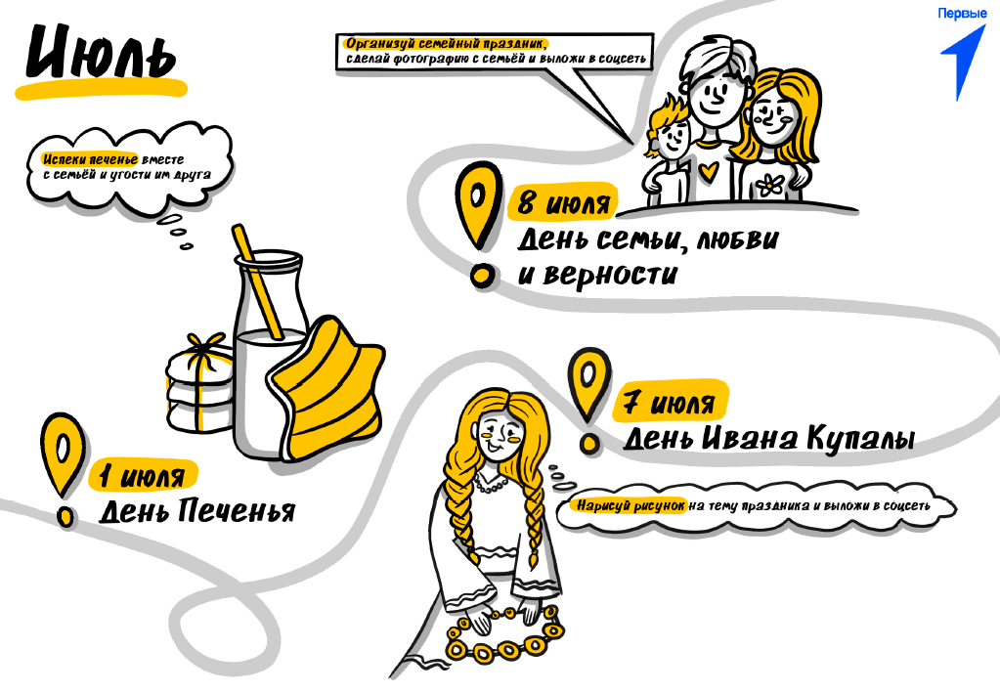 Июль
Первые
Организуй семейный праздник,
сделай фотографию с семьёй и выложи в соцсеть
Испеки печенье вместе
с семьёй и угости им друга
8 июля
День семьи, любви
и верности
7 июля
День Ивана Купалы
1 июля
День Печенья
Нарисуй рисунок на тему праздника и выложи в соцсеть